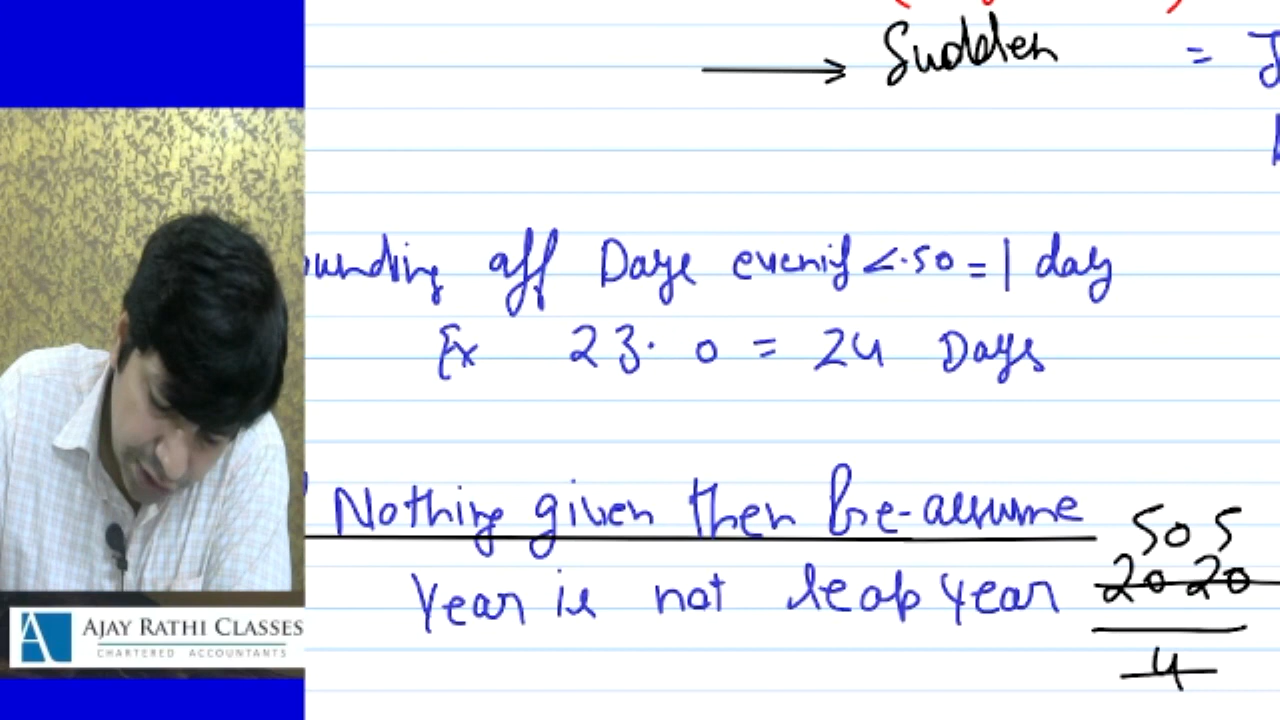 → Sudden =
unding off Days evenif <.50 = 1 day
Ex 23. 0 = 24 Days
Nothing given then Pre-assume
Year is not leap year
505
2020
4
AJAY RATHI CLASSES
CHARTERED ACCOUNTANTS